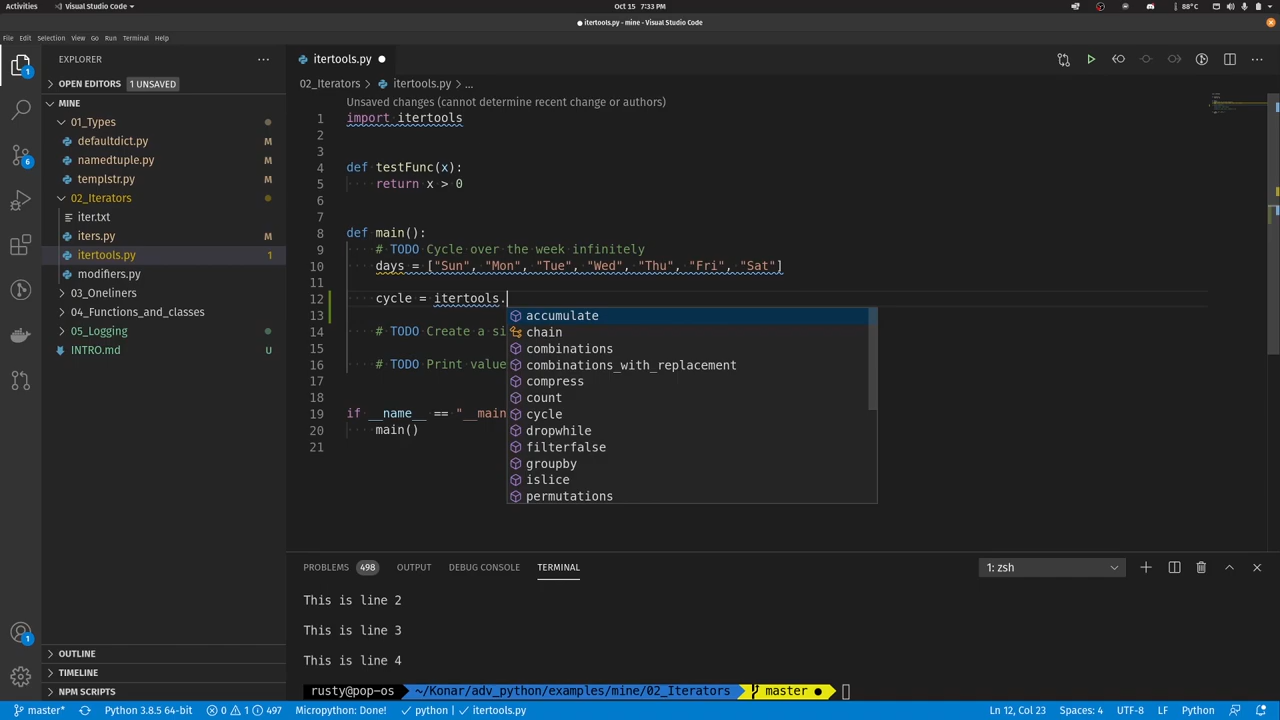 Activities Visual Studio Code Oct 15 7:33 PM 88°C
itertools.py - mine - Visual Studio Code
File Edit Selection View Go Run Terminal Help
EXPLORER
OPEN EDITORS 1 UNSAVED
MINE
01_Types
defaultdict.py M
namedtuple.py M
templstr.py M
02_Iterators
iter.txt
iters.py M
itertools.py 1
modifiers.py
03_Oneliners
04_Functions_and_classes
05_Logging
INTRO.md U
OUTLINE
TIMELINE
NPM SCRIPTS
1
6
1
itertools.py
02_Iterators > itertools.py > ...
Unsaved changes (cannot determine recent change or authors)
1 import itertools
2
3
4 def testFunc(x):
5 return x > 0
6
7
8 def main():
9 # TODO Cycle over the week infinitely
10 days = ["Sun", "Mon", "Tue", "Wed", "Thu", "Fri", "Sat"]
11
12 cycle = itertools.
13
14 # TODO Create a si
15
16 # TODO Print value
17
18
19 if __name__ == "__main
20 main()
21
accumulate
chain
combinations
combinations_with_replacement
compress
count
cycle
dropwhile
filterfalse
groupby
islice
permutations
PROBLEMS 498 OUTPUT DEBUG CONSOLE TERMINAL 1: zsh
This is line 2
This is line 3
This is line 4
rusty@pop-os ~/Konar/adv_python/examples/mine/02_Iterators master ●
master* Python 3.8.5 64-bit 0 1 497 Micropython: Done! python itertools.py Ln 12, Col 23 Spaces: 4 UTF-8 LF Python